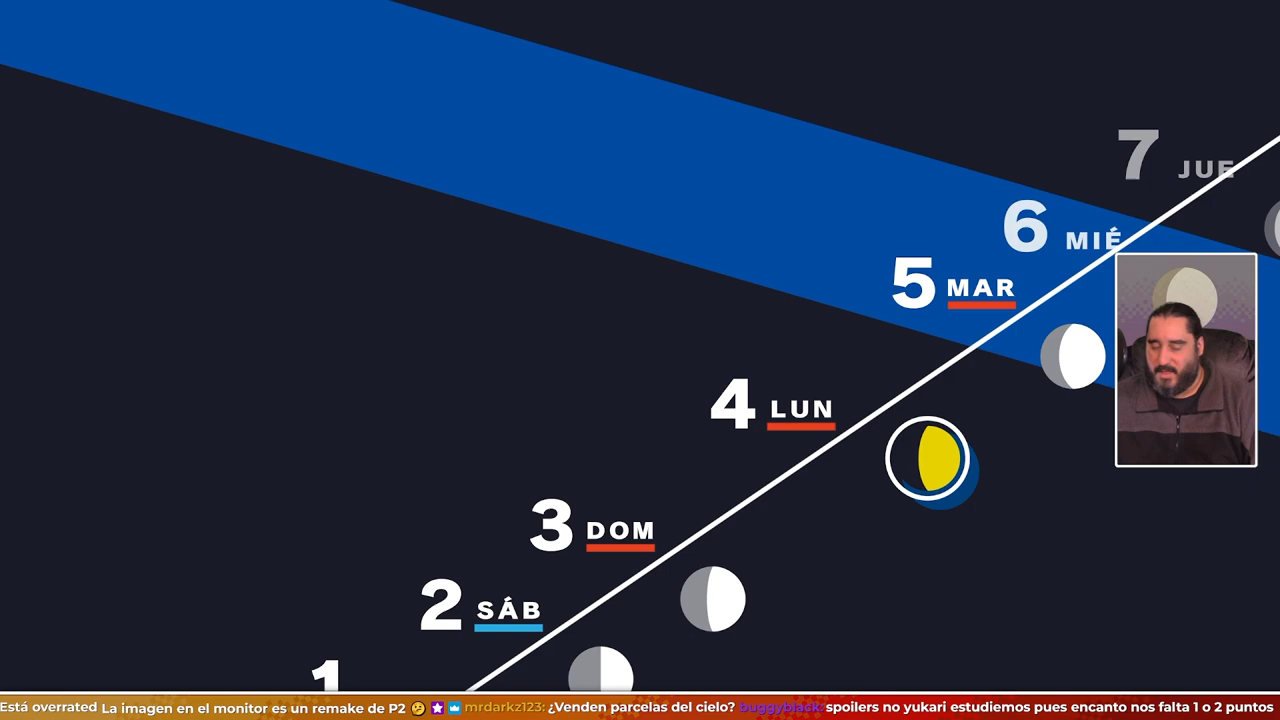 7 JUE
6 MIÉ
5 MAR
4 LUN
3 DOM
2 SÁB
1
Está overrated La imagen en el monitor es un remake de P2 mrdarkz123: ¿Venden parcelas del cielo? buggyblack: spoilers no yukari estudiemos pues encanto nos falta 1 o 2 puntos